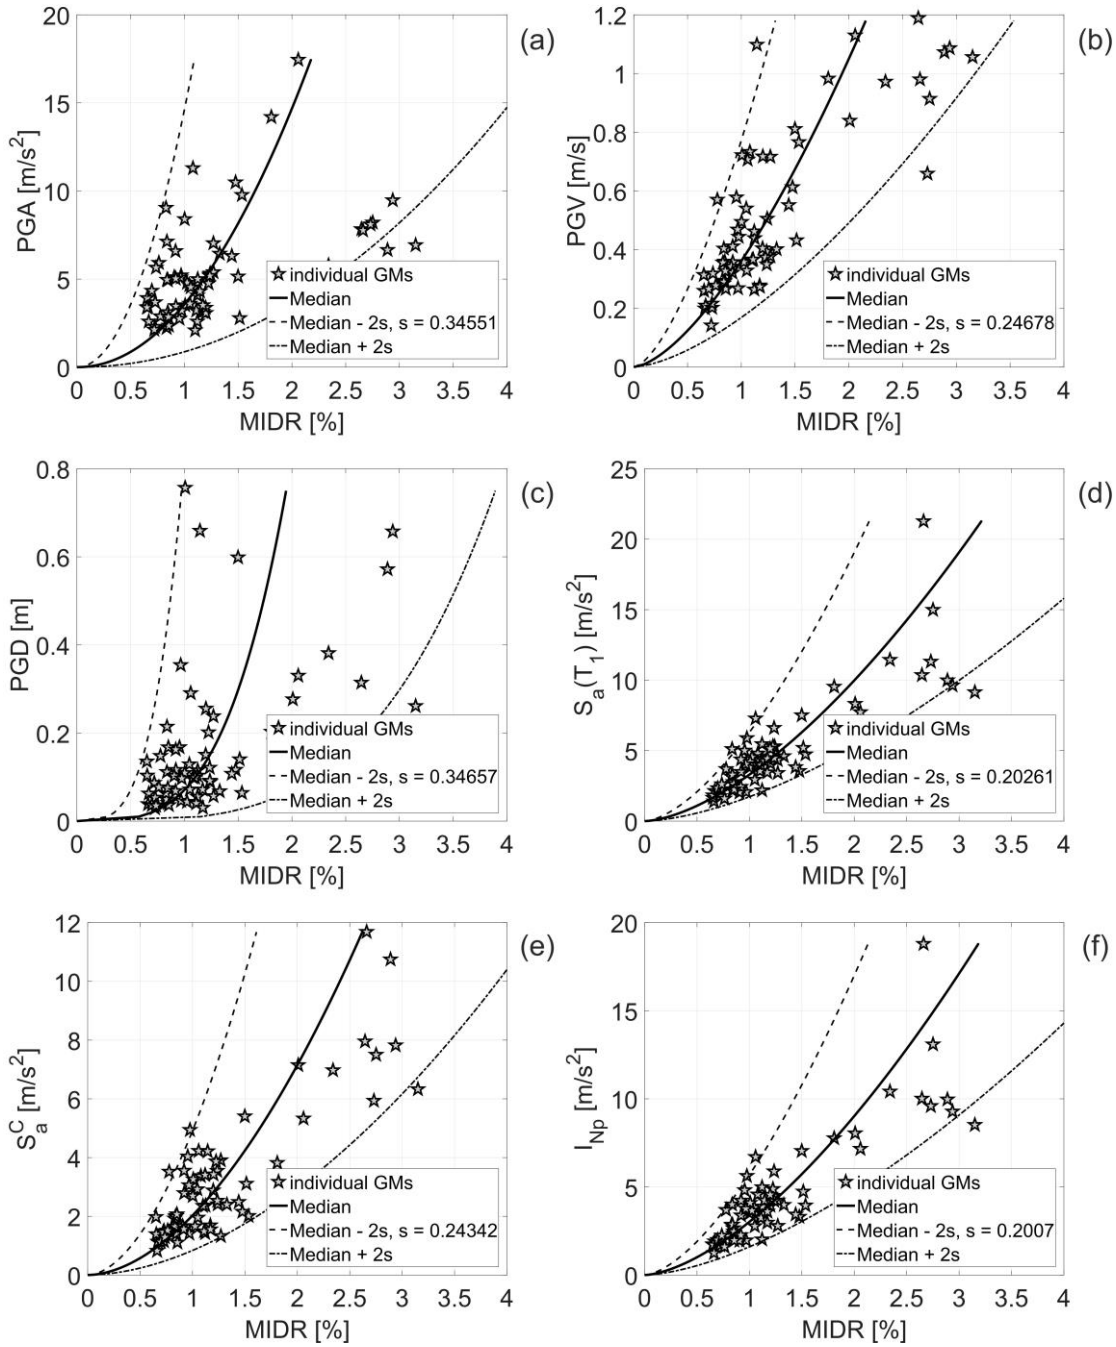 20
15
10
5
0
PGA [m/s²]
0 0.5 1 1.5 2 2.5 3 3.5 4
MIDR [%]
(a)
individual GMs
Median
Median - 2s, s = 0.34551
Median + 2s
1.2
1
0.8
0.6
0.4
0.2
0
PGV [m/s]
0 0.5 1 1.5 2 2.5 3 3.5 4
MIDR [%]
(b)
individual GMs
Median
Median - 2s, s = 0.24678
Median + 2s
0.8
0.6
0.4
0.2
0
PGD [m]
0 0.5 1 1.5 2 2.5 3 3.5 4
MIDR [%]
(c)
individual GMs
Median
Median - 2s, s = 0.34657
Median + 2s
25
20
15
10
5
0
S_a(T_1) [m/s²]
0 0.5 1 1.5 2 2.5 3 3.5 4
MIDR [%]
(d)
individual GMs
Median
Median - 2s, s = 0.20261
Median + 2s
12
10
8
6
4
2
0
S_a^C [m/s²]
0 0.5 1 1.5 2 2.5 3 3.5 4
MIDR [%]
(e)
individual GMs
Median
Median - 2s, s = 0.24342
Median + 2s
20
15
10
5
0
I_Np [m/s²]
0 0.5 1 1.5 2 2.5 3 3.5 4
MIDR [%]
(f)
individual GMs
Median
Median - 2s, s = 0.2007
Median + 2s